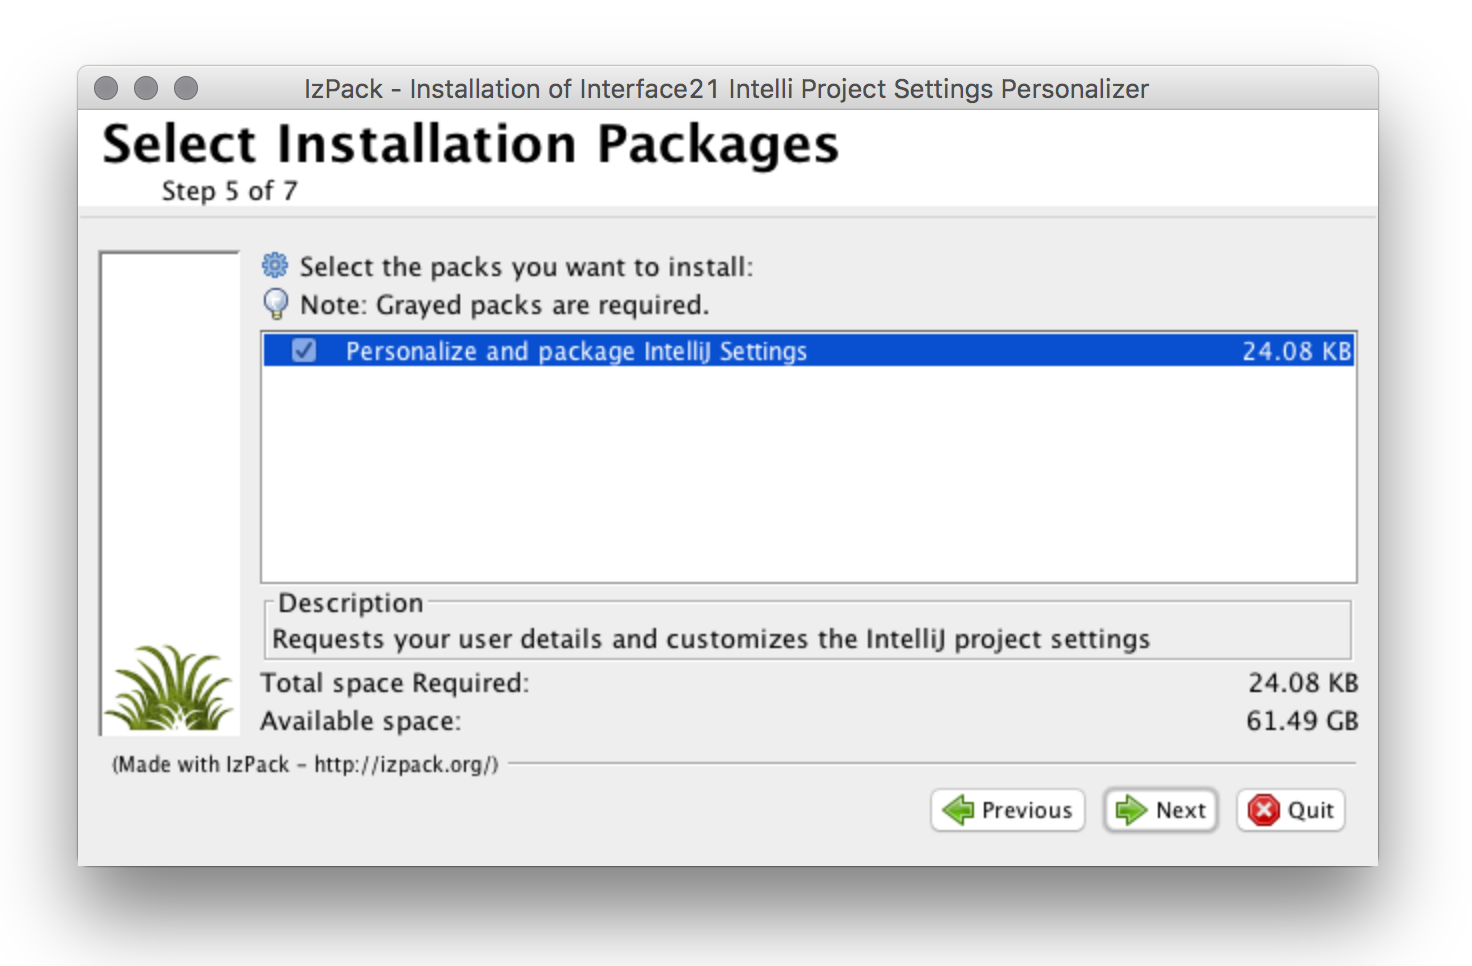 IzPack - Installation of Interface21 Intelli Project Settings Personalizer
Select Installation Packages
Step 5 of 7
Select the packs you want to install:
Note: Grayed packs are required.
Personalize and package IntelliJ Settings 24.08 KB
Description
Requests your user details and customizes the IntelliJ project settings
Total space Required: 24.08 KB
Available space: 61.49 GB
(Made with IzPack - http://izpack.org/)
Previous Next Quit